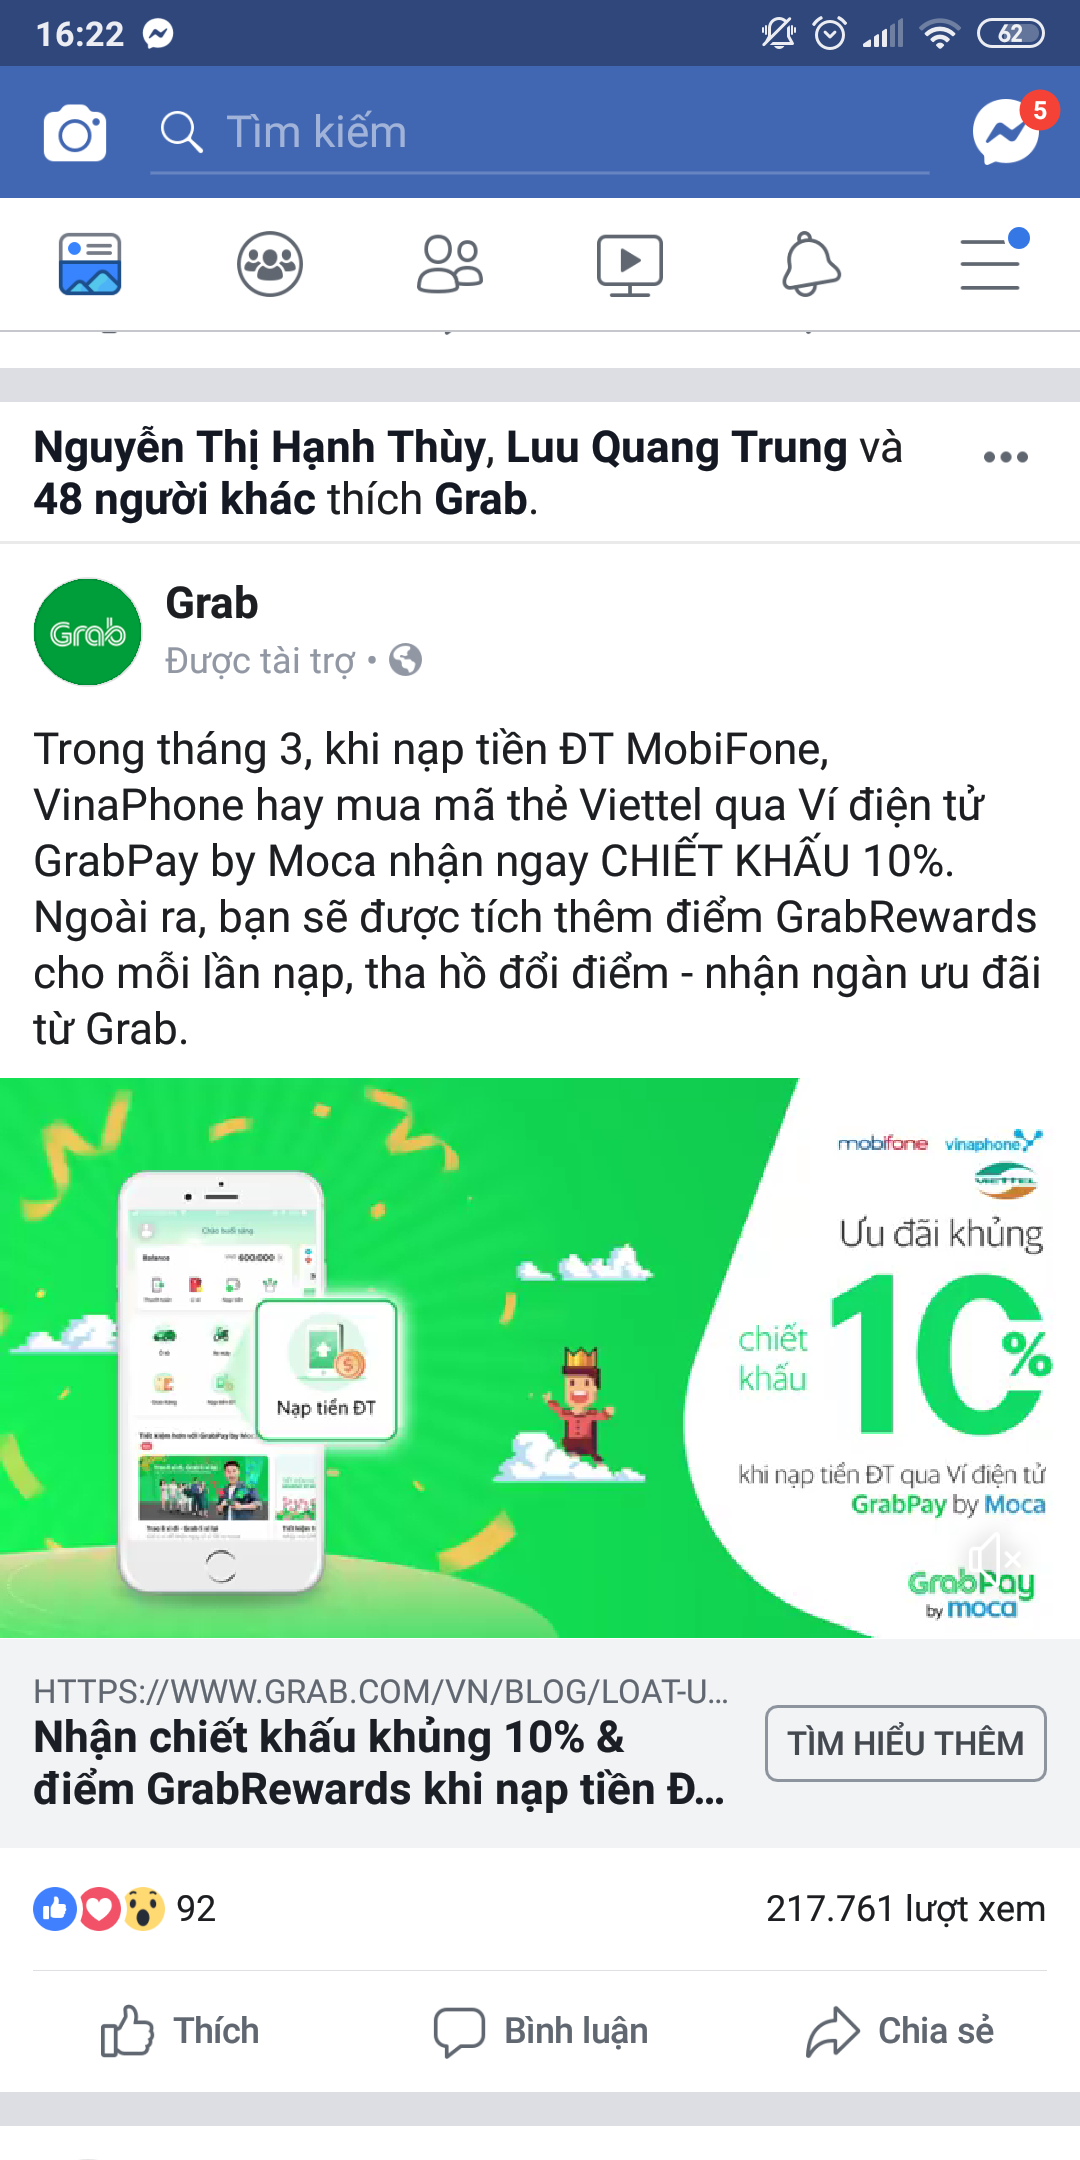 16:22
62
Tìm kiếm
5
Nguyễn Thị Hạnh Thùy, Luu Quang Trung và
48 người khác thích Grab.
Grab
Grab
Được tài trợ •
Trong tháng 3, khi nạp tiền ĐT MobiFone,
VinaPhone hay mua mã thẻ Viettel qua Ví điện tử
GrabPay by Moca nhận ngay CHIẾT KHẤU 10%.
Ngoài ra, bạn sẽ được tích thêm điểm GrabRewards
cho mỗi lần nạp, tha hồ đổi điểm - nhận ngàn ưu đãi
từ Grab.
mobifone vinaphone
VIETTEL
Ưu đãi khủng
chiết
khấu
10%
khi nạp tiền ĐT qua Ví điện tử
GrabPay by Moca
GrabPay
by moca
Chào buổi sáng
Balance
600.000
Nạp tiền ĐT
HTTPS://WWW.GRAB.COM/VN/BLOG/LOAT-U...
Nhận chiết khấu khủng 10% &
điểm GrabRewards khi nạp tiền Đ...
TÌM HIỂU THÊM
92
217.761 lượt xem
Thích
Bình luận
Chia sẻ